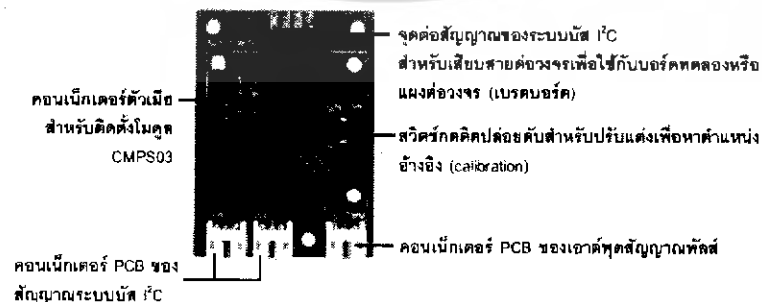 จุดต่อสัญญาณของระบบบัส I²C
สำหรับเสียบสายต่อวงจรเพื่อใช้กับบอร์ดทดลองหรือ
แผงต่อวงจร (เบรดบอร์ด)
คอนเน็กเตอร์ตัวเมีย
สำหรับติดตั้งโมดูล
CMPS03
สวิตช์กดติดปล่อยดับสำหรับปรับแต่งเพื่อหาตำแหน่ง
อ้างอิง (calibration)
คอนเน็กเตอร์ PCB ของเอาต์พุตสัญญาณพัลส์
คอนเน็กเตอร์ PCB ของ
สัญญาณระบบบัส I²C